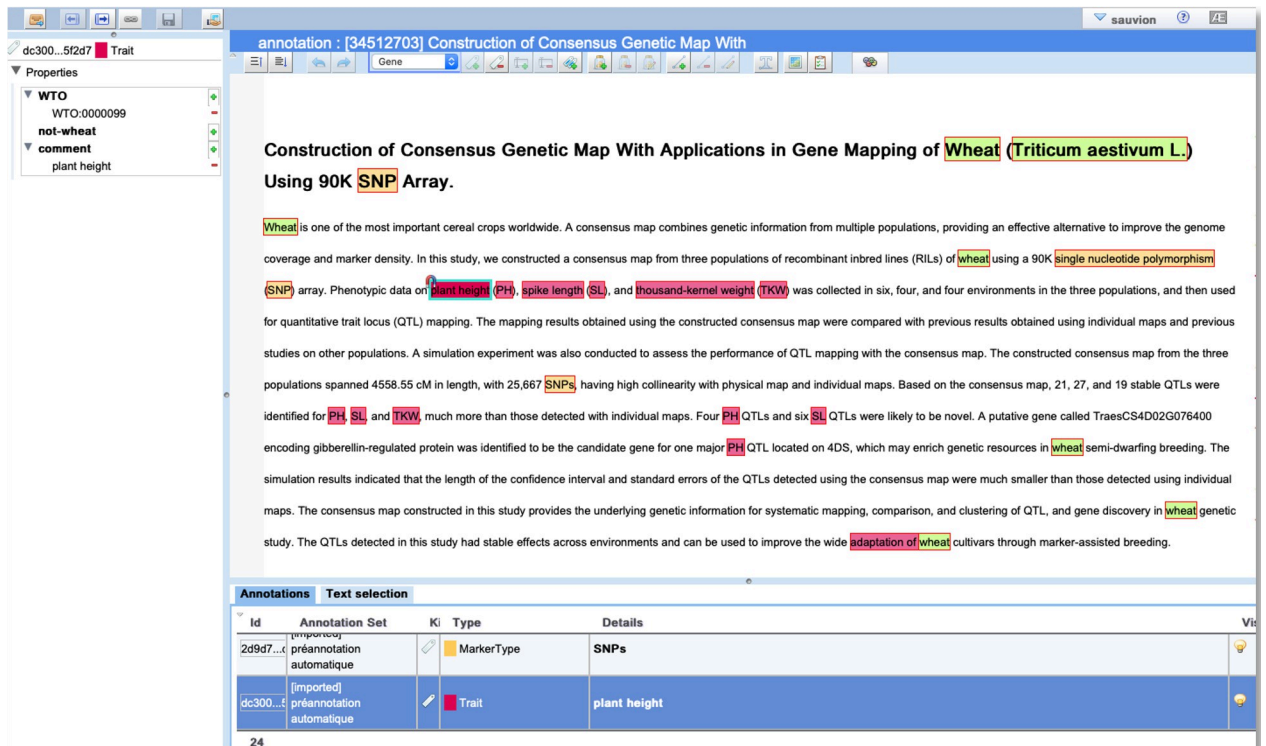 sauvion
dc300...5f2d7 Trait
Properties
WTO
WTO:0000099
not-wheat
comment
plant height
annotation : [34512703] Construction of Consensus Genetic Map With
Gene
Construction of Consensus Genetic Map With Applications in Gene Mapping of Wheat (Triticum aestivum L.)
Using 90K SNP Array.
Wheat is one of the most important cereal crops worldwide. A consensus map combines genetic information from multiple populations, providing an effective alternative to improve the genome
coverage and marker density. In this study, we constructed a consensus map from three populations of recombinant inbred lines (RILs) of wheat using a 90K single nucleotide polymorphism
(SNP) array. Phenotypic data on plant height (PH), spike length (SL), and thousand-kernel weight (TKW) was collected in six, four, and four environments in the three populations, and then used
for quantitative trait locus (QTL) mapping. The mapping results obtained using the constructed consensus map were compared with previous results obtained using individual maps and previous
studies on other populations. A simulation experiment was also conducted to assess the performance of QTL mapping with the consensus map. The constructed consensus map from the three
populations spanned 4558.55 cM in length, with 25,667 SNPs, having high collinearity with physical map and individual maps. Based on the consensus map, 21, 27, and 19 stable QTLs were
identified for PH, SL, and TKW, much more than those detected with individual maps. Four PH QTLs and six SL QTLs were likely to be novel. A putative gene called TraesCS4D02G076400
encoding gibberellin-regulated protein was identified to be the candidate gene for one major PH QTL located on 4DS, which may enrich genetic resources in wheat semi-dwarfing breeding. The
simulation results indicated that the length of the confidence interval and standard errors of the QTLs detected using the consensus map were much smaller than those detected using individual
maps. The consensus map constructed in this study provides the underlying genetic information for systematic mapping, comparison, and clustering of QTL, and gene discovery in wheat genetic
study. The QTLs detected in this study had stable effects across environments and can be used to improve the wide adaptation of wheat cultivars through marker-assisted breeding.
Annotations Text selection
Id Annotation Set Ki Type Details Vi
[imported]
2d9d7...c préannotation MarkerType SNPs
automatique
[imported]
dc300...5 préannotation Trait plant height
automatique
24